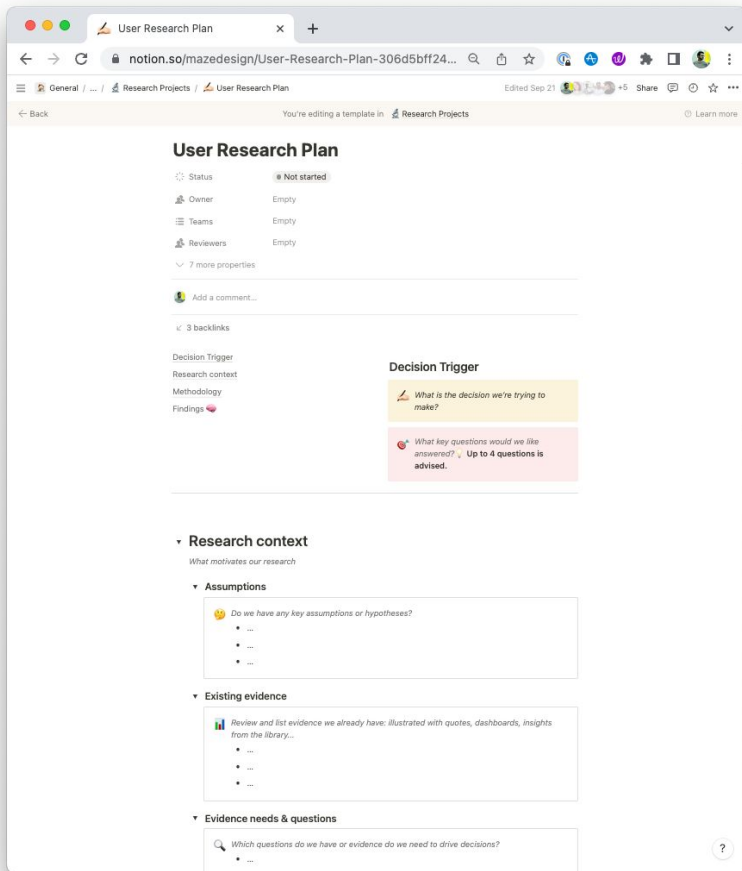 User Research Plan
notion.so/mazedesign/User-Research-Plan-306d5bff24...
General / ... / Research Projects / User Research Plan
Edited Sep 21
+5
Share
Back
You're editing a template in Research Projects
Learn more
User Research Plan
Status
Not started
Owner
Empty
Teams
Empty
Reviewers
Empty
7 more properties
Add a comment...
3 backlinks
Decision Trigger
Research context
Methodology
Findings
Decision Trigger
What is the decision we're trying to
make?
What key questions would we like
answered? Up to 4 questions is
advised.
Research context
What motivates our research
Assumptions
Do we have any key assumptions or hypotheses?
• ...
• ...
• ...
Existing evidence
Review and list evidence we already have: illustrated with quotes, dashboards, insights
from the library...
• ...
• ...
• ...
Evidence needs & questions
Which questions do we have or evidence do we need to drive decisions?
• ...
?